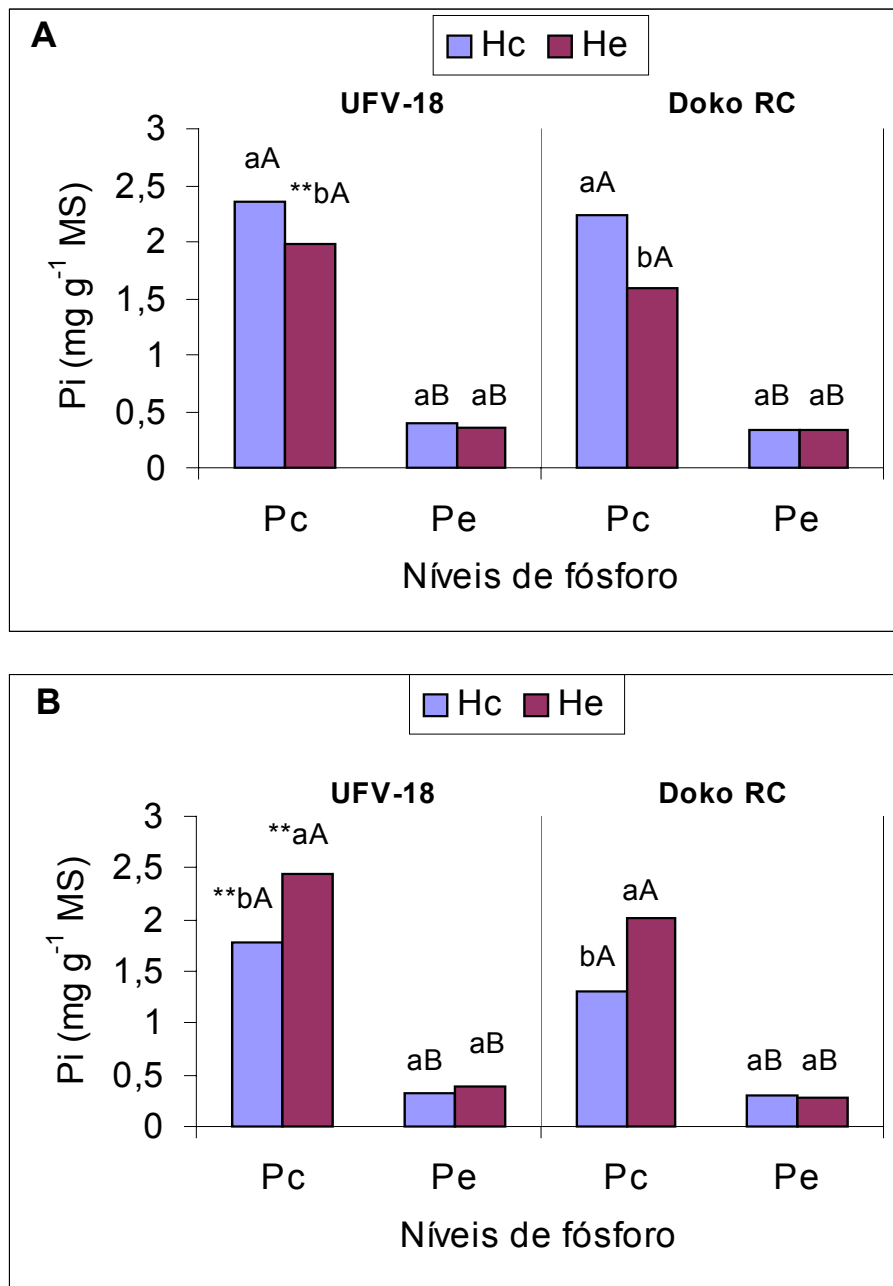 A
Hc He
UFV-18 Doko RC
3
2,5
2
1,5
1
0,5
0
Pi (mg g-1 MS)
aA **bA aB aB aA bA aB aB
Pc Pe Pc Pe
Níveis de fósforo
B
Hc He
UFV-18 Doko RC
3
2,5
2
1,5
1
0,5
0
Pi (mg g-1 MS)
**bA **aA aB aB bA aA aB aB
Pc Pe Pc Pe
Níveis de fósforo